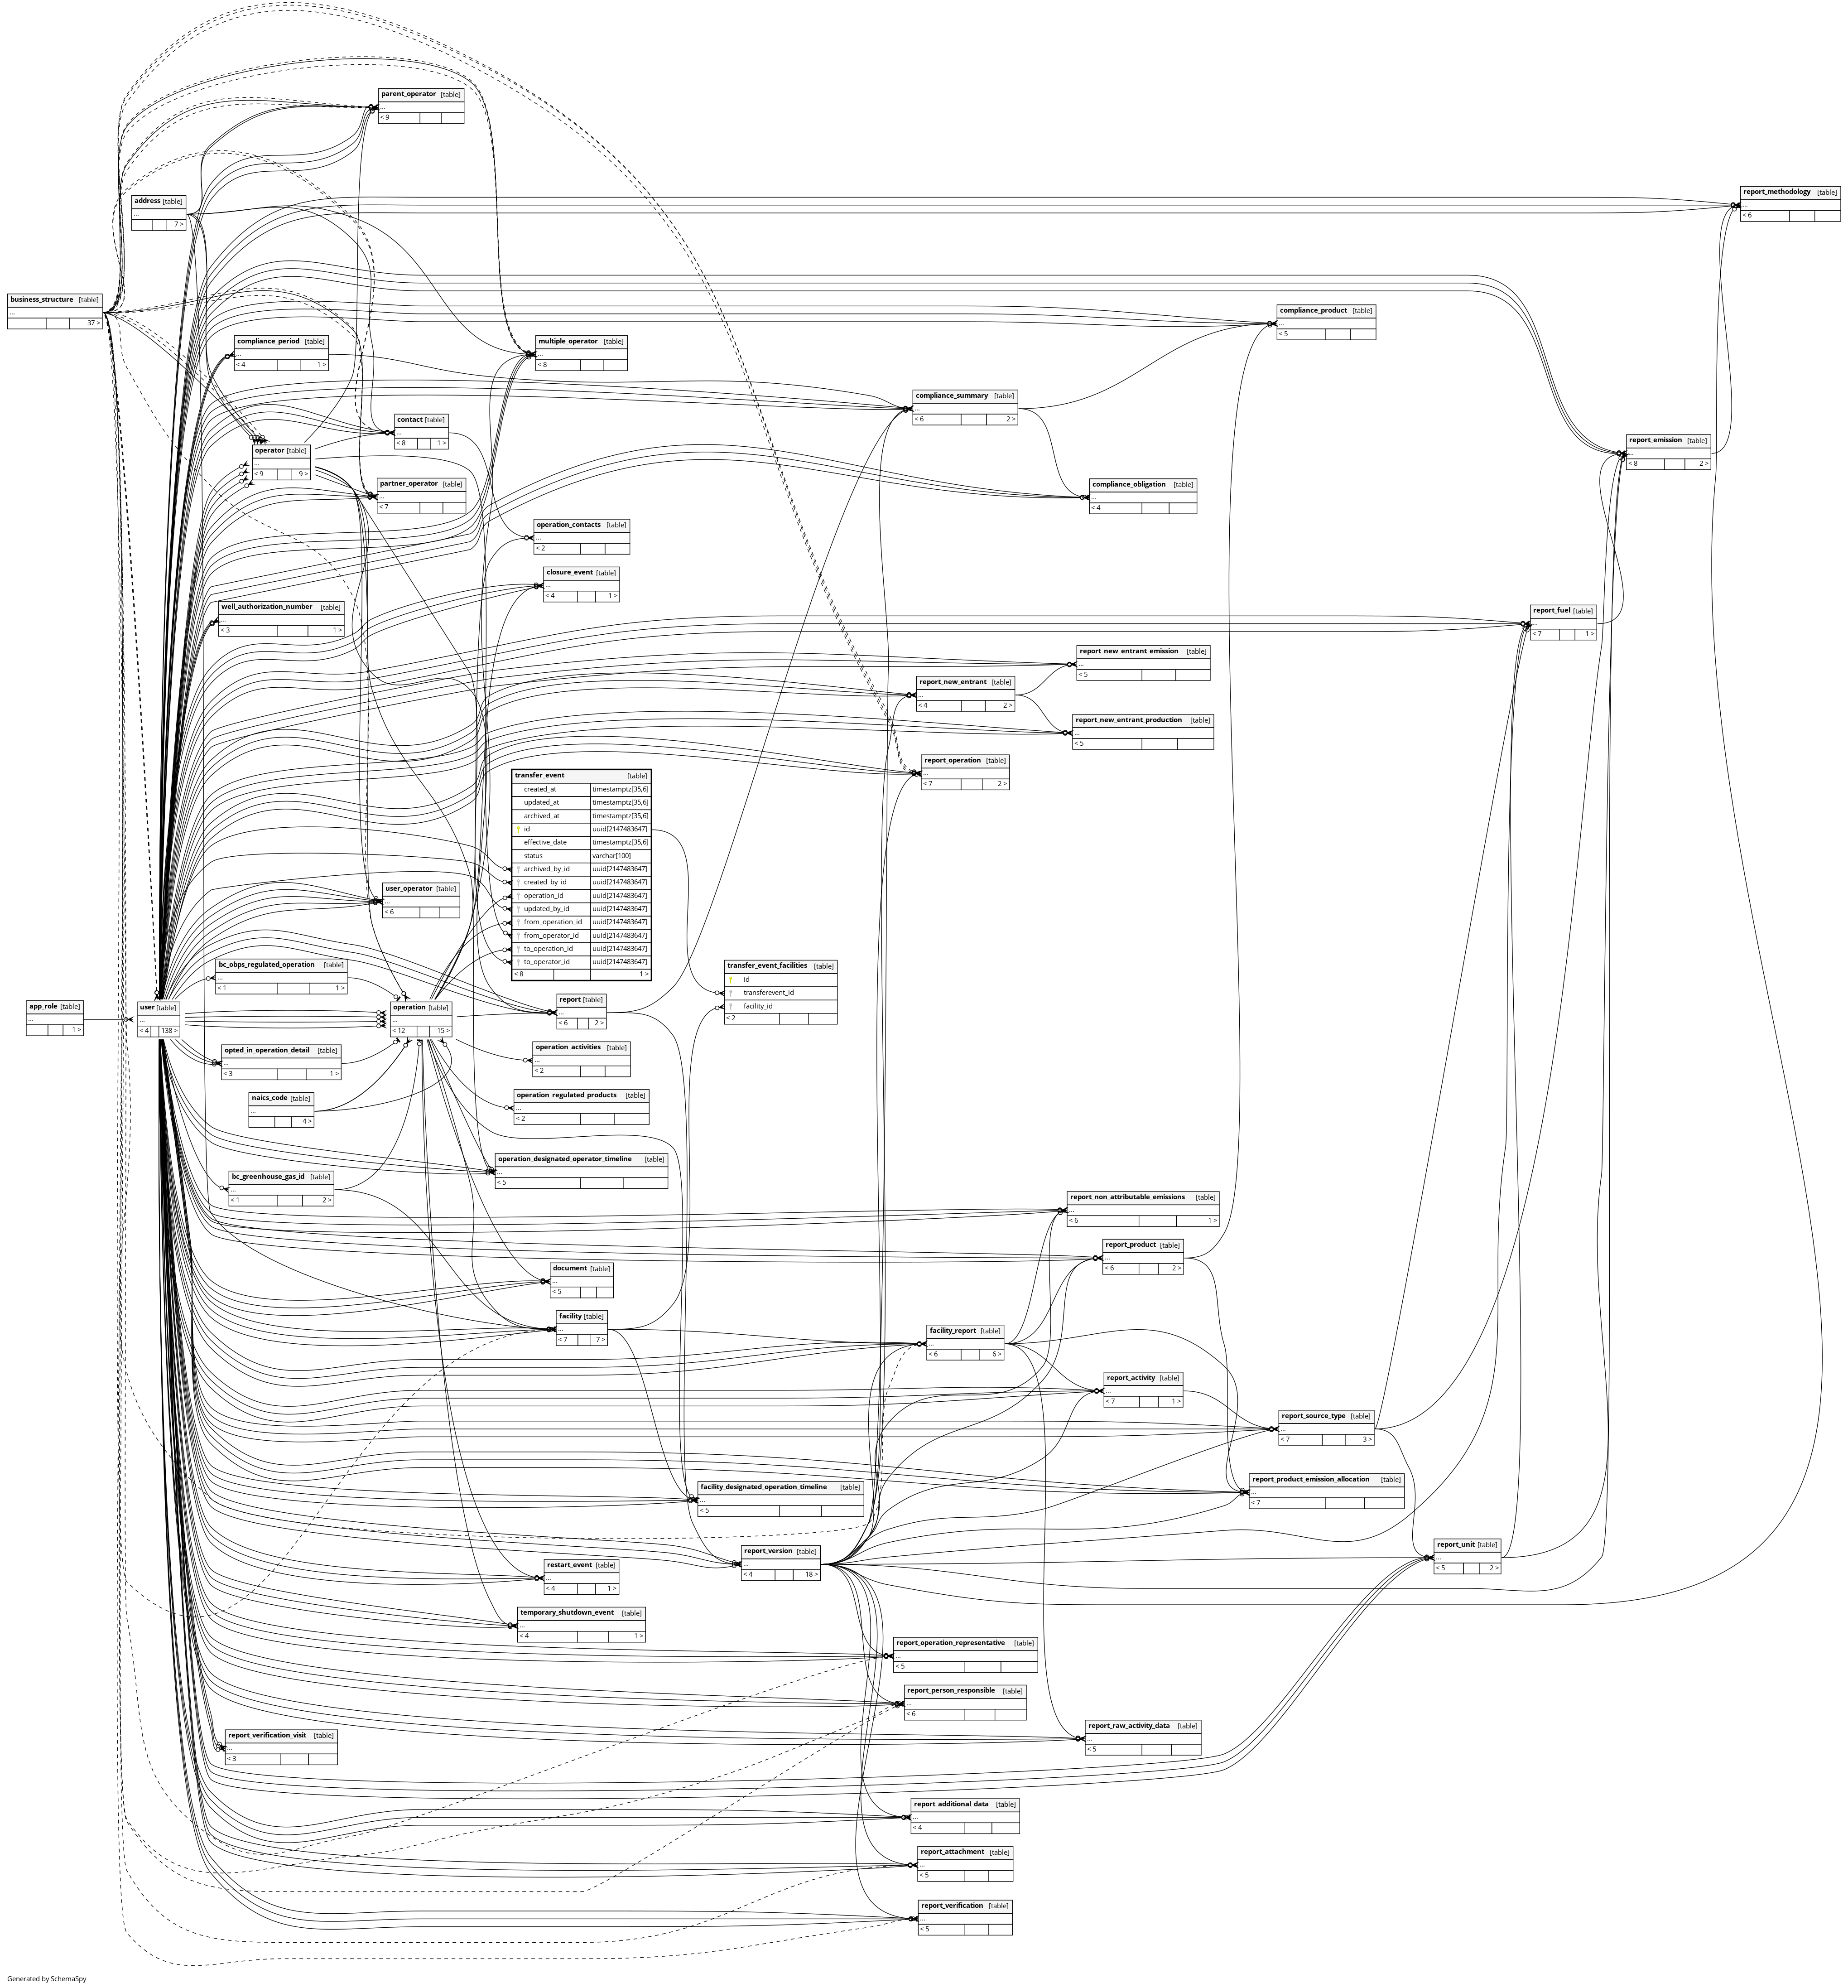 parent_operator [table]
...
< 9
address [table]
...
7 >
report_methodology [table]
...
< 6
business_structure [table]
...
37 >
compliance_product [table]
...
< 5
compliance_period [table]
...
< 4 1 >
multiple_operator [table]
...
< 8
compliance_summary [table]
...
< 6 2 >
contact [table]
...
< 8 1 >
report_emission [table]
...
< 8 2 >
operator [table]
...
< 9 9 >
partner_operator [table]
...
< 7
compliance_obligation [table]
...
< 4
operation_contacts [table]
...
< 2
closure_event [table]
...
< 4 1 >
well_authorization_number [table]
...
< 3 1 >
report_fuel [table]
...
< 7 1 >
report_new_entrant_emission [table]
...
< 5
report_new_entrant [table]
...
< 4 2 >
report_new_entrant_production [table]
...
< 5
report_operation [table]
...
< 7 2 >
transfer_event [table]
created_at timestamptz[35,6]
updated_at timestamptz[35,6]
archived_at timestamptz[35,6]
id uuid[2147483647]
effective_date timestamptz[35,6]
status varchar[100]
archived_by_id uuid[2147483647]
created_by_id uuid[2147483647]
operation_id uuid[2147483647]
updated_by_id uuid[2147483647]
from_operation_id uuid[2147483647]
from_operator_id uuid[2147483647]
to_operation_id uuid[2147483647]
to_operator_id uuid[2147483647]
< 8 1 >
user_operator [table]
...
< 6
bc_obps_regulated_operation [table]
...
< 1 1 >
transfer_event_facilities [table]
id
transferevent_id
facility_id
< 2
app_role [table]
...
1 >
user [table]
...
< 4 138 >
operation [table]
...
< 12 15 >
report [table]
...
< 6 2 >
opted_in_operation_detail [table]
...
< 3 1 >
operation_activities [table]
...
< 2
naics_code [table]
...
4 >
operation_regulated_products [table]
...
< 2
operation_designated_operator_timeline [table]
...
< 5
bc_greenhouse_gas_id [table]
...
< 1 2 >
report_non_attributable_emissions [table]
...
< 6 1 >
report_product [table]
...
< 6 2 >
document [table]
...
< 5
facility [table]
...
< 7 7 >
facility_report [table]
...
< 6 6 >
report_activity [table]
...
< 7 1 >
report_source_type [table]
...
< 7 3 >
report_product_emission_allocation [table]
...
< 7
facility_designated_operation_timeline [table]
...
< 5
report_unit [table]
...
< 5 2 >
report_version [table]
...
< 4 18 >
restart_event [table]
...
< 4 1 >
temporary_shutdown_event [table]
...
< 4 1 >
report_operation_representative [table]
...
< 5
report_person_responsible [table]
...
< 6
report_raw_activity_data [table]
...
< 5
report_verification_visit [table]
...
< 3
report_additional_data [table]
...
< 4
report_attachment [table]
...
< 5
report_verification [table]
...
< 5
Generated by SchemaSpy